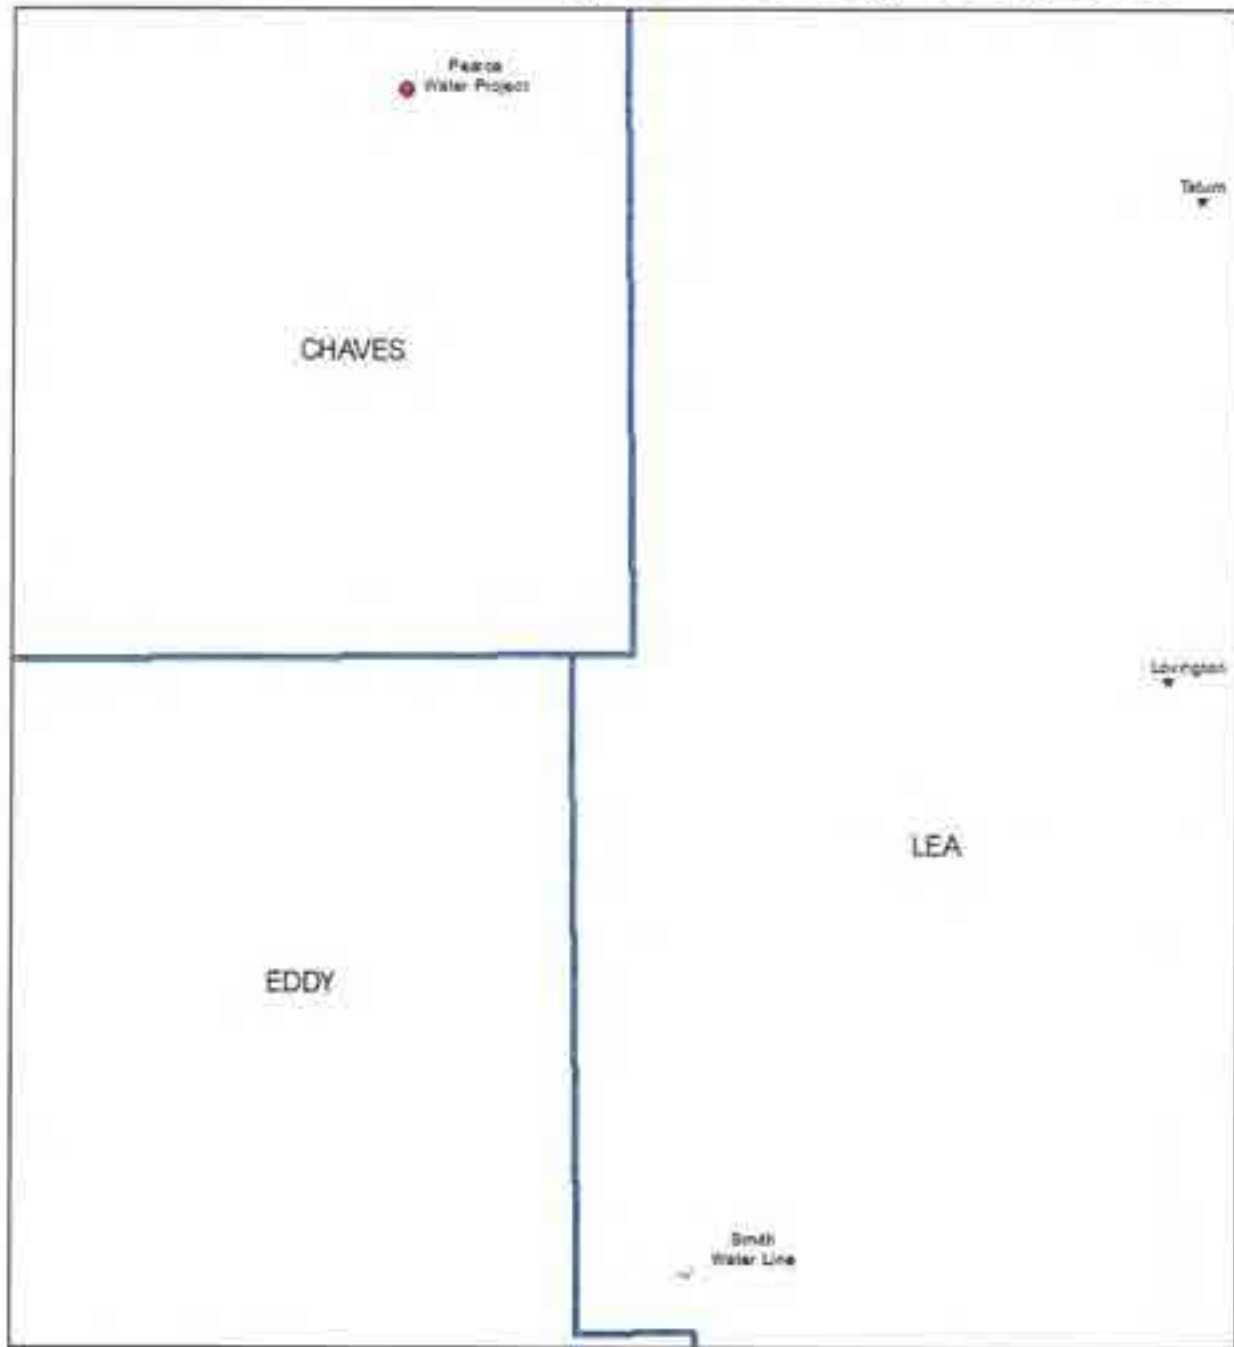 Pearce
Water Project
Tatum
CHAVES
Lovington
LEA
EDDY
Smith
Water Line